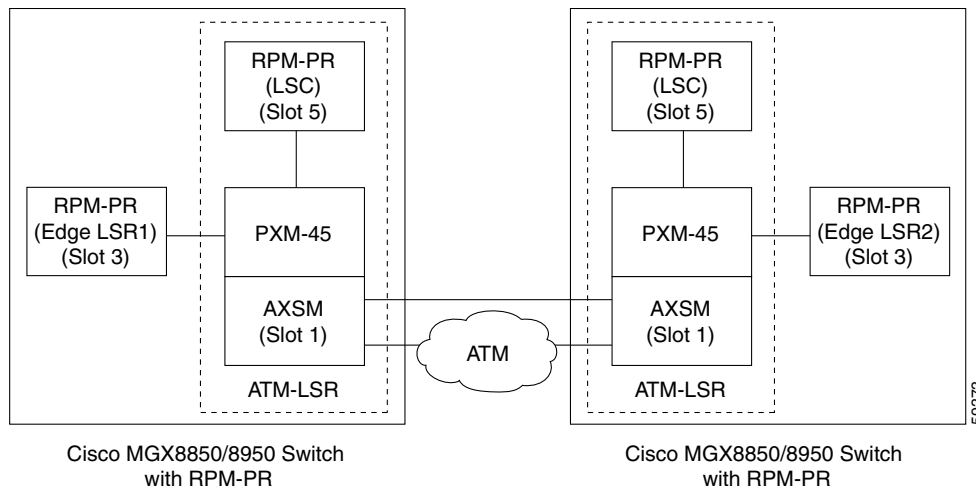 RPM-PR
(LSC)
(Slot 5)
RPM-PR
(Edge LSR1)
(Slot 3)
PXM-45
AXSM
(Slot 1)
ATM-LSR
ATM
RPM-PR
(LSC)
(Slot 5)
PXM-45
RPM-PR
(Edge LSR2)
(Slot 3)
AXSM
(Slot 1)
ATM-LSR
Cisco MGX8850/8950 Switch
with RPM-PR
Cisco MGX8850/8950 Switch
with RPM-PR